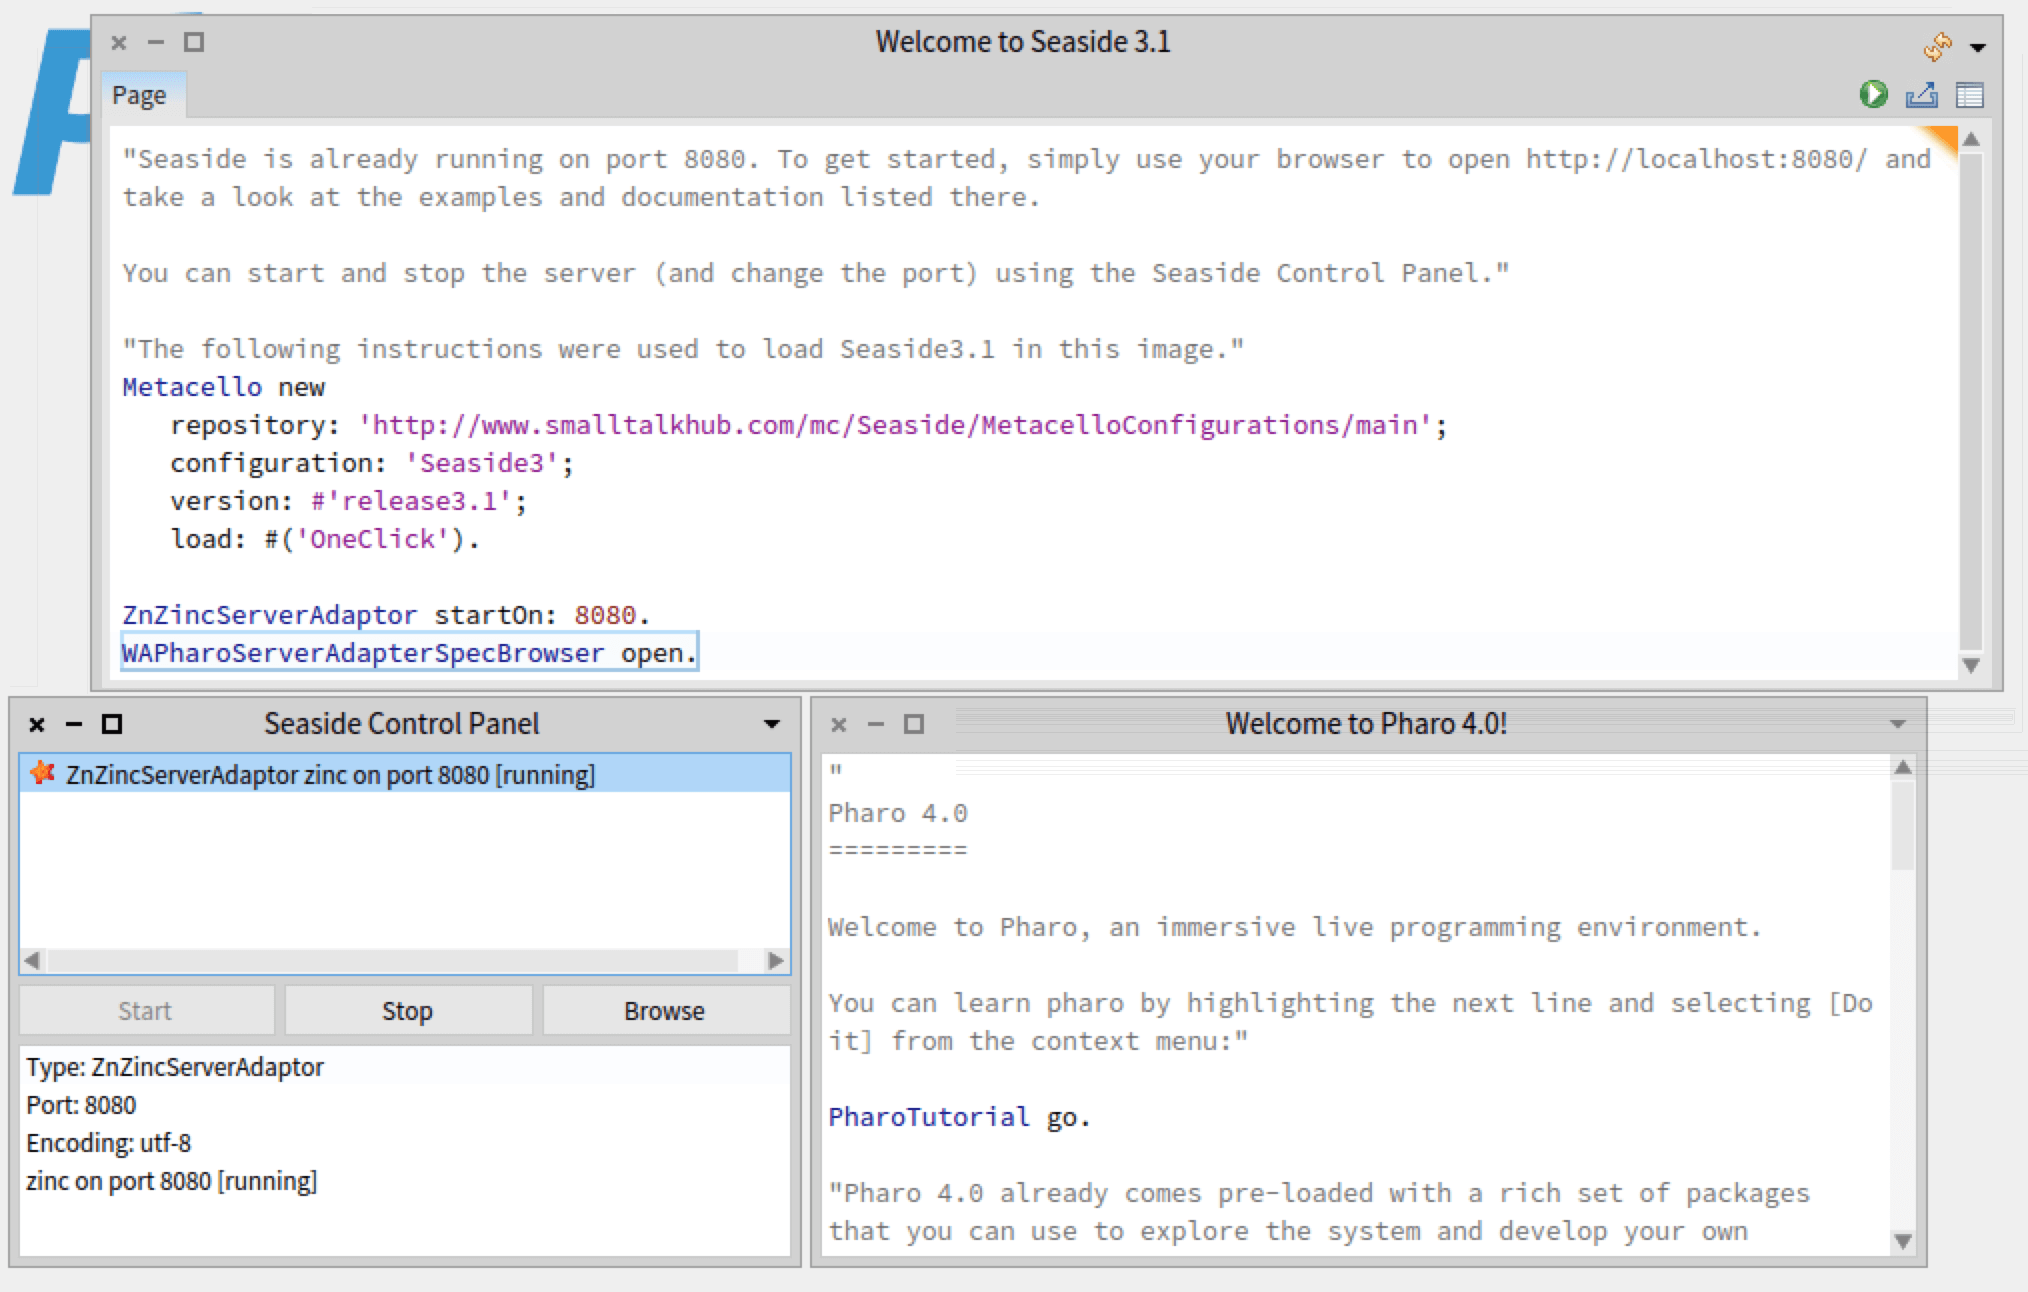 Welcome to Seaside 3.1
Page
"Seaside is already running on port 8080. To get started, simply use your browser to open http://localhost:8080/ and
take a look at the examples and documentation listed there.
You can start and stop the server (and change the port) using the Seaside Control Panel."
"The following instructions were used to load Seaside3.1 in this image."
Metacello new
repository: 'http://www.smalltalkhub.com/mc/Seaside/MetacelloConfigurations/main';
configuration: 'Seaside3';
version: #'release3.1';
load: #('OneClick').
ZnZincServerAdaptor startOn: 8080.
WAPharoServerAdapterSpecBrowser open.
Seaside Control Panel
ZnZincServerAdaptor zinc on port 8080 [running]
Start
Stop
Browse
Type: ZnZincServerAdaptor
Port: 8080
Encoding: utf-8
zinc on port 8080 [running]
Welcome to Pharo 4.0!
"
Pharo 4.0
=========
Welcome to Pharo, an immersive live programming environment.
You can learn pharo by highlighting the next line and selecting [Do
it] from the context menu:"
PharoTutorial go.
"Pharo 4.0 already comes pre-loaded with a rich set of packages
that you can use to explore the system and develop your own